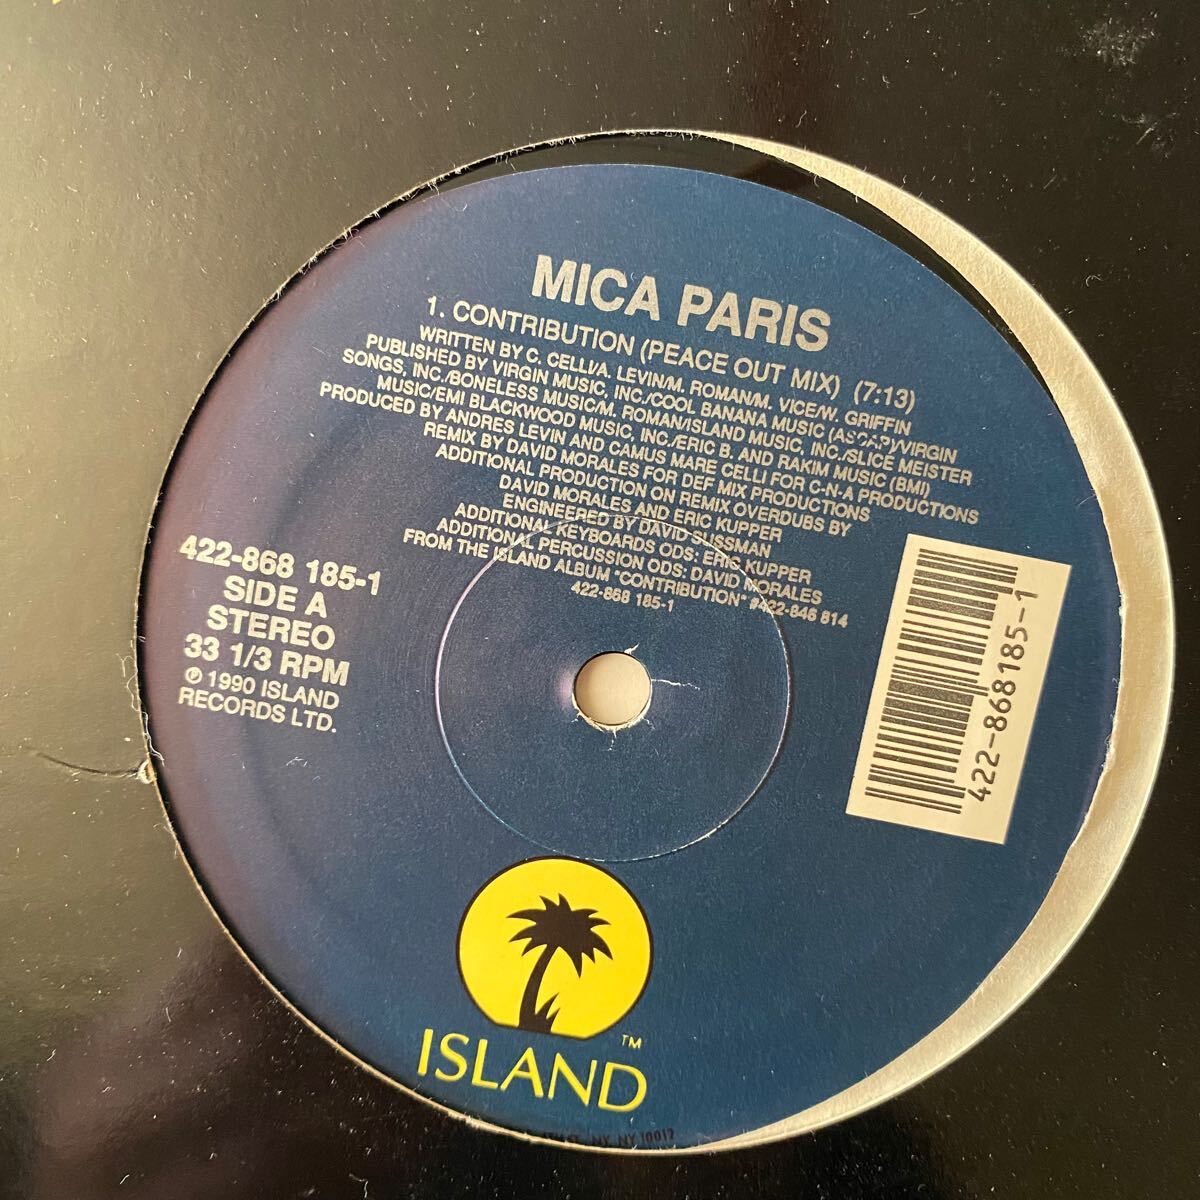 MICA PARIS
1. CONTRIBUTION (PEACE OUT MIX) (7:13)
WRITTEN BY C. CELLI/A. LEVIN/M. ROMAN/M. VICE/W. GRIFFIN
PUBLISHED BY VIRGIN MUSIC, INC./COOL BANANA MUSIC (ASCAP)/VIRGIN
SONGS, INC./BONELESS MUSIC/M. ROMAN/ISLAND MUSIC, INC./SLICE MEISTER
MUSIC/EMI BLACKWOOD MUSIC, INC./ERIC B. AND RAKIM MUSIC (BMI)
PRODUCED BY ANDRES LEVIN AND CAMUS MARE CELLI FOR C-N-A PRODUCTIONS
REMIX BY DAVID MORALES FOR DEF MIX PRODUCTIONS
ADDITIONAL PRODUCTION ON REMIX OVERDUBS BY
DAVID MORALES AND ERIC KUPPER
ENGINEERED BY DAVID SUSSMAN
ADDITIONAL KEYBOARDS ODS: ERIC KUPPER
ADDITIONAL PERCUSSION ODS: DAVID MORALES
FROM THE ISLAND ALBUM "CONTRIBUTION" #422-846 814
422-868 185-1
422-868 185-1
SIDE A
STEREO
33 1/3 RPM
℗ 1990 ISLAND
RECORDS LTD.
422-868185-1
ISLAND™
NY, NY 10012